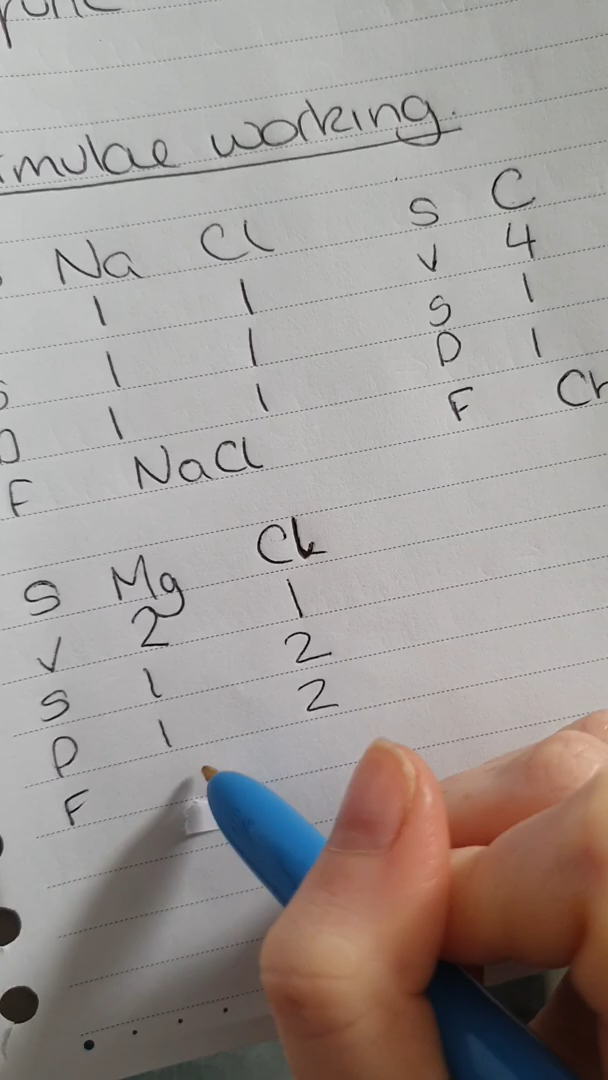 mulae working.
Na Cl
1 1
S 1 1
D 1 1
F NaCl
S C
V 4
S 1
D 1
F
S Mg Cl
V 2 1
S 1 2
D 1 2
F